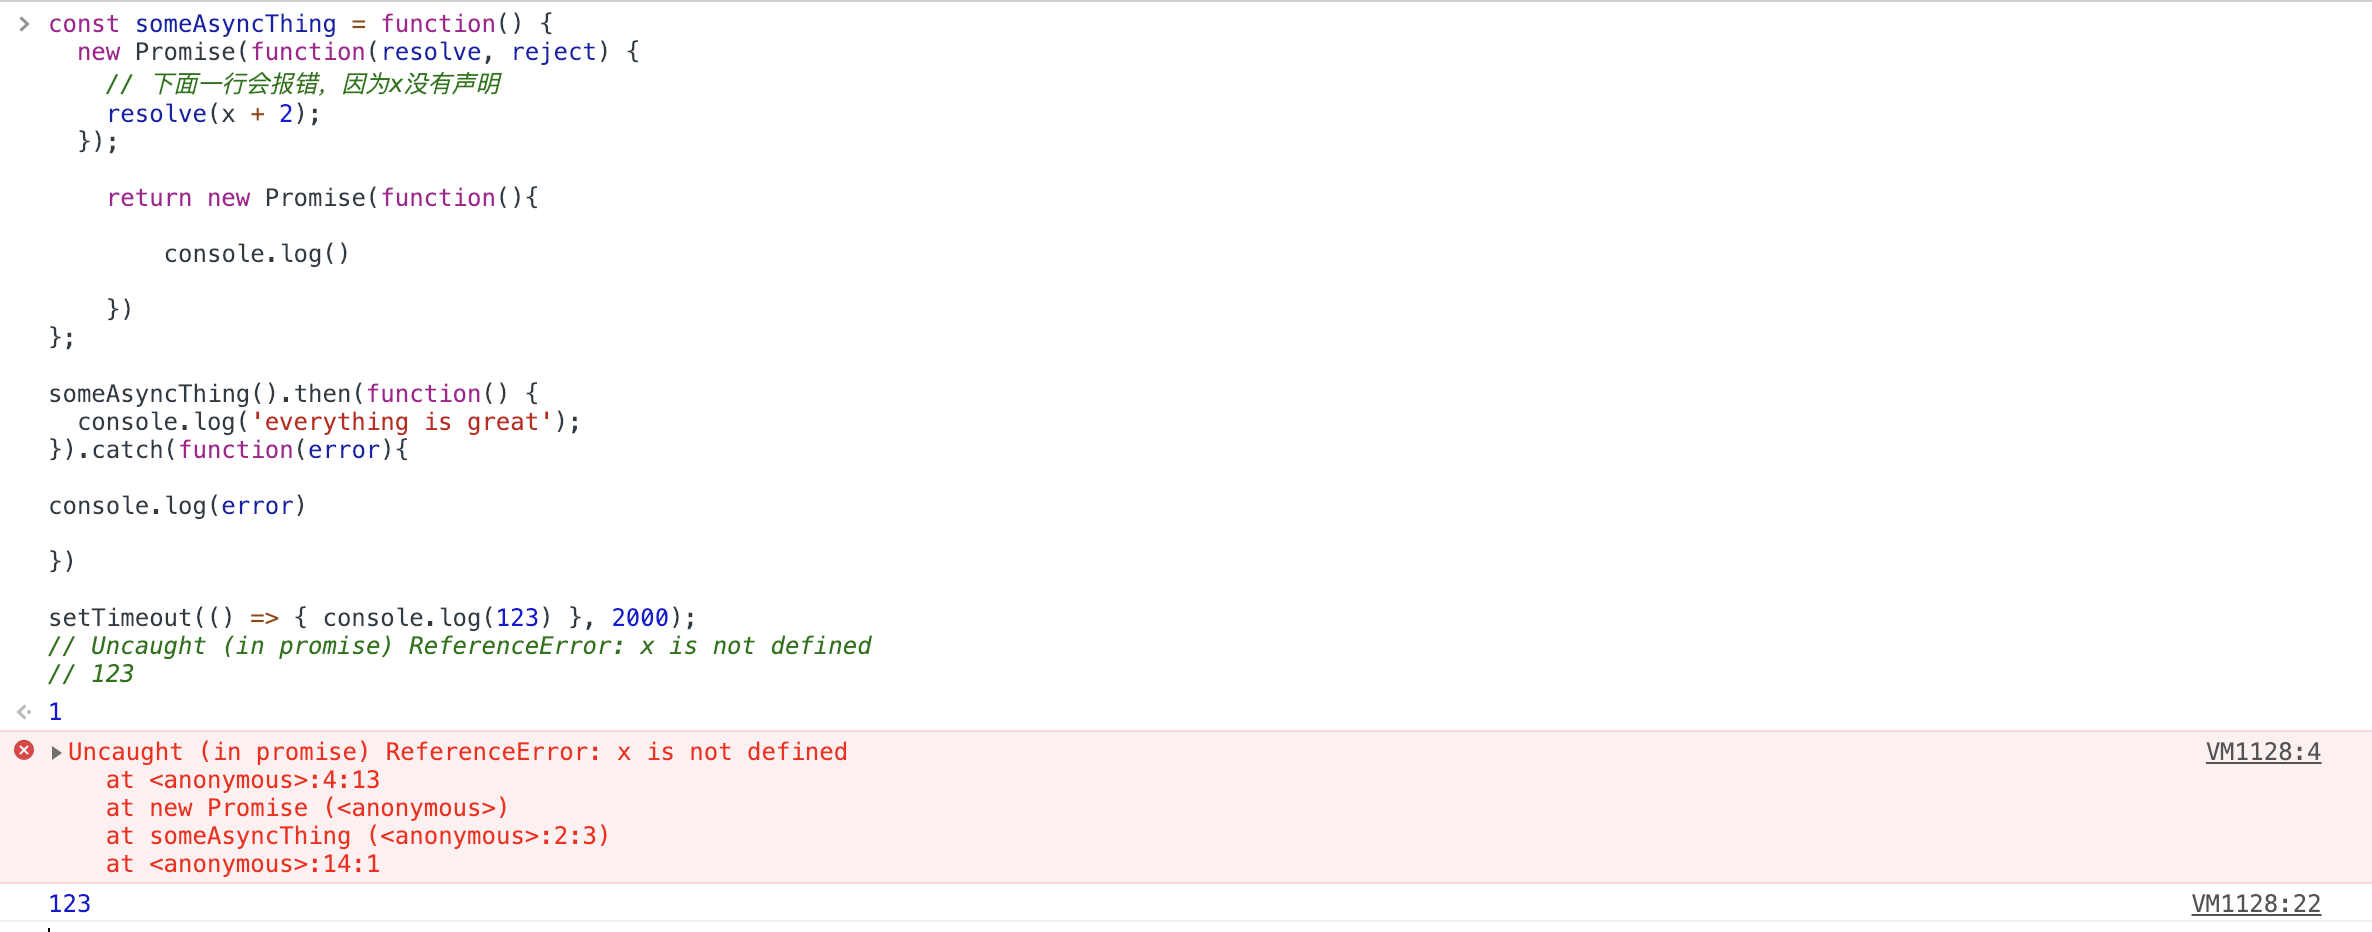 const someAsyncThing = function() {
  new Promise(function(resolve, reject) {
    // 下面一行会报错，因为x没有声明
    resolve(x + 2);
  });
    return new Promise(function(){
        console.log()
    })
};
someAsyncThing().then(function() {
  console.log('everything is great');
}).catch(function(error){
console.log(error)
})
setTimeout(() => { console.log(123) }, 2000);
// Uncaught (in promise) ReferenceError: x is not defined
// 123
1
Uncaught (in promise) ReferenceError: x is not defined VM1128:4
    at <anonymous>:4:13
    at new Promise (<anonymous>)
    at someAsyncThing (<anonymous>:2:3)
    at <anonymous>:14:1
123 VM1128:22